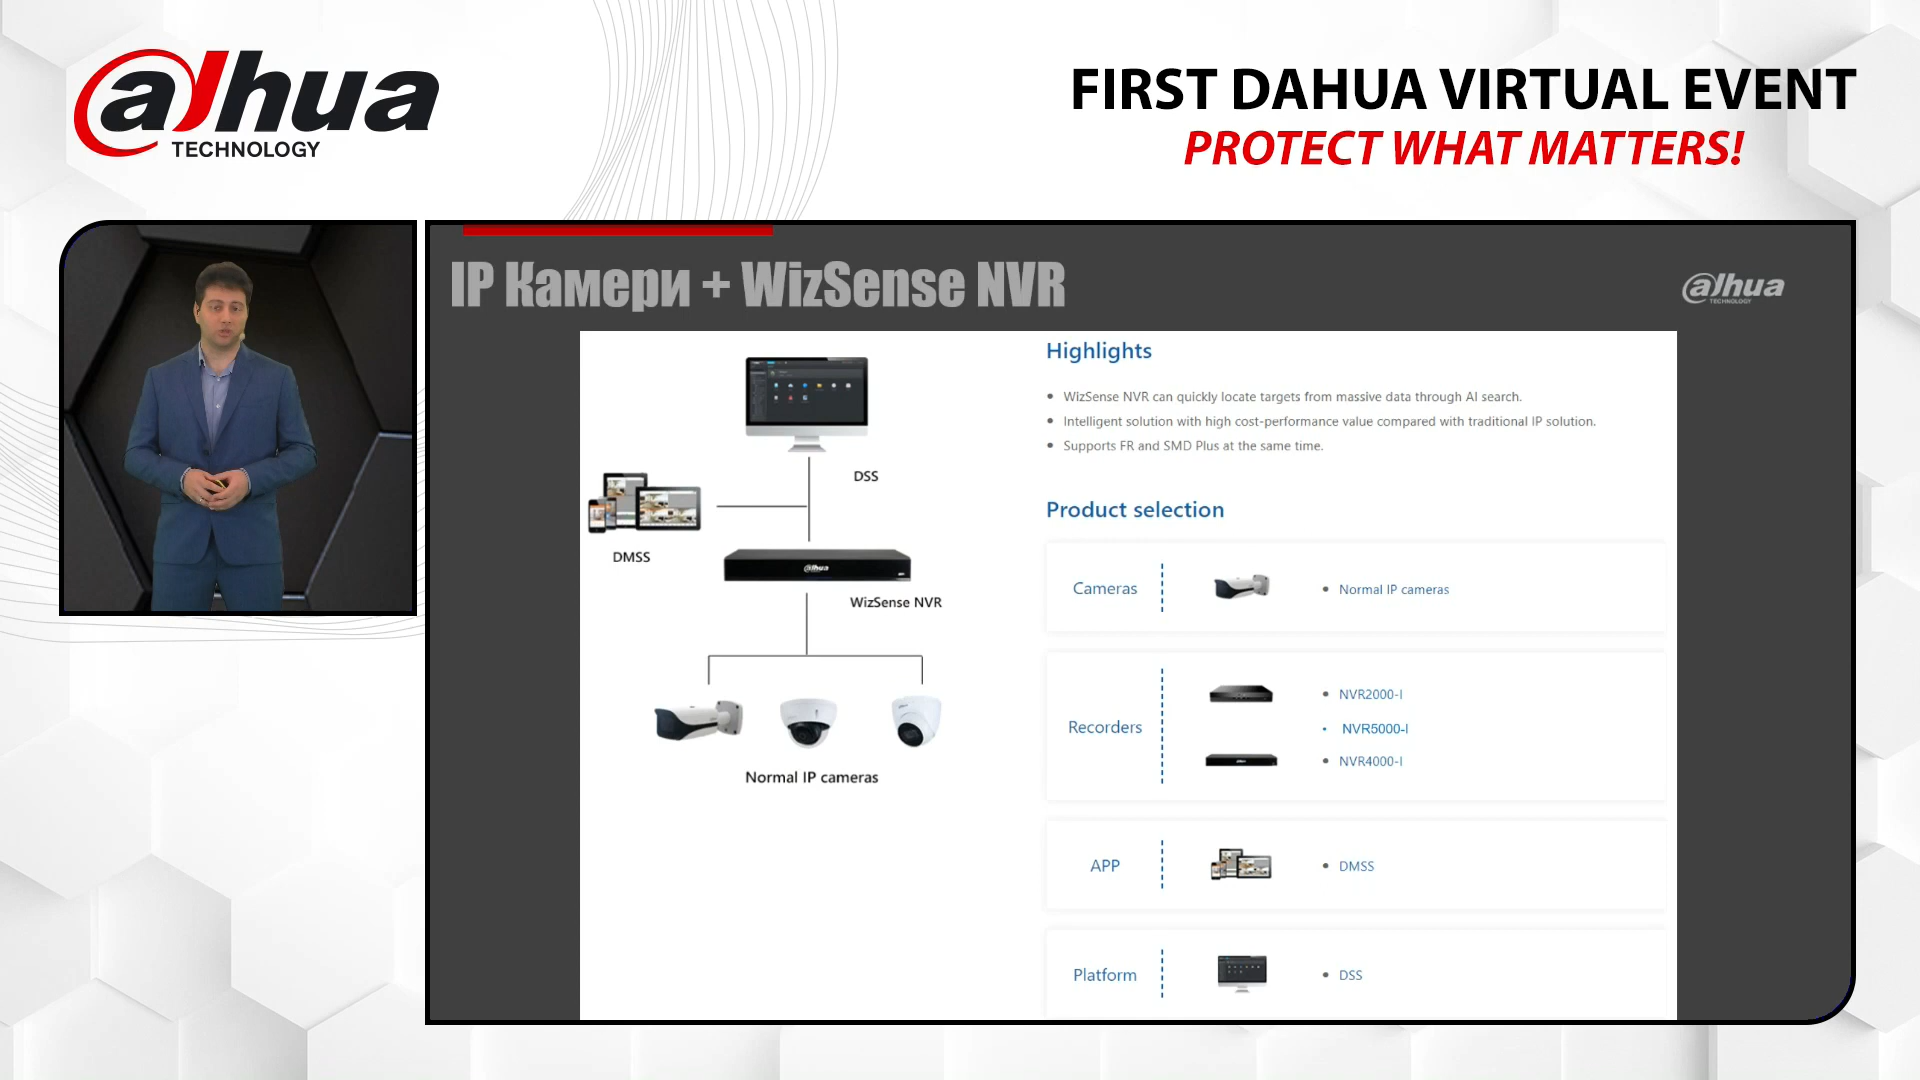 alhua
TECHNOLOGY
FIRST DAHUA VIRTUAL EVENT
PROTECT WHAT MATTERS!
IP Камери + WizSense NVR
alhua
TECHNOLOGY
DSS
DMSS
alhua
WizSense NVR
Normal IP cameras
Highlights
• WizSense NVR can quickly locate targets from massive data through AI search.
• Intelligent solution with high cost-performance value compared with traditional IP solution.
• Supports FR and SMD Plus at the same time.
Product selection
Cameras
• Normal IP cameras
Recorders
• NVR2000-I
• NVR5000-I
• NVR4000-I
APP
• DMSS
Platform
• DSS